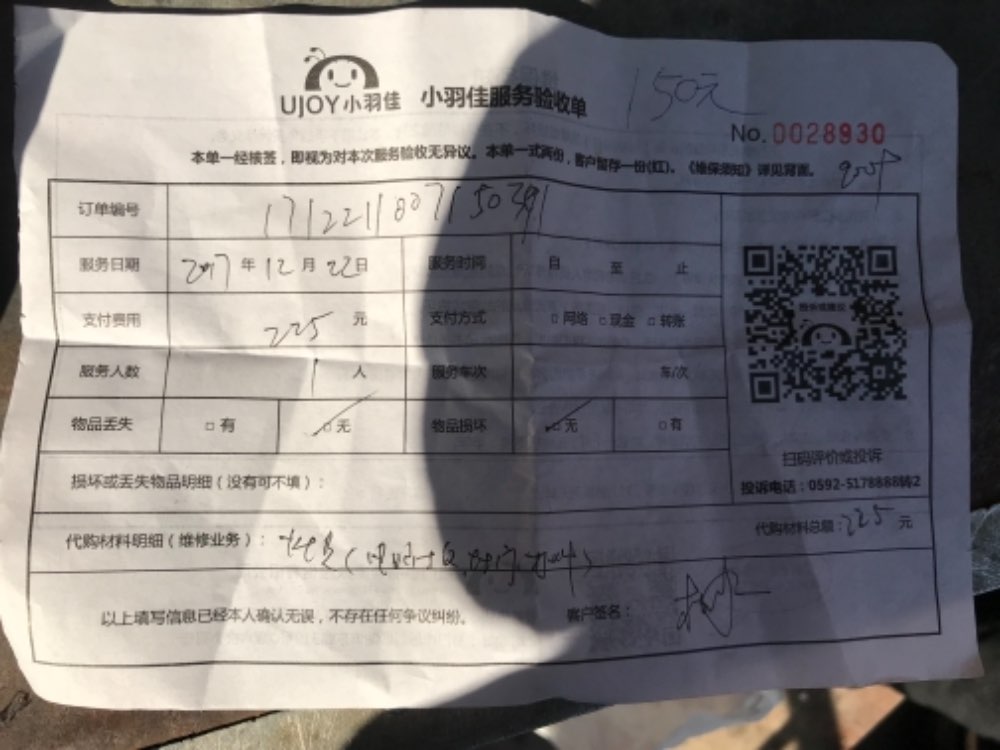 UJOY小羽佳 小羽佳服务验收单 150元
No. 0028930
本单一经核签，即视为对本次服务验收无异议。本单一式两份，客户留存一份(红)。《维保须知》详见背面。
订单编号
服务日期 2017 年 12 月 22 日 服务时间 自 至 止
支付费用 225 元 支付方式 □ 网络 □ 现金 □ 转账
服务人数 1 人 服务车次 车/次
物品丢失 □ 有 □ 无 物品损坏 □ 无 □ 有
扫码评价或投诉
损坏或丢失物品明细（没有可不填）：
投诉电话：0592-5178888转2
代购材料总额：225 元
代购材料明细（维修业务）：
以上填写信息已经本人确认无误，不存在任何争议纠纷。 客户签名：